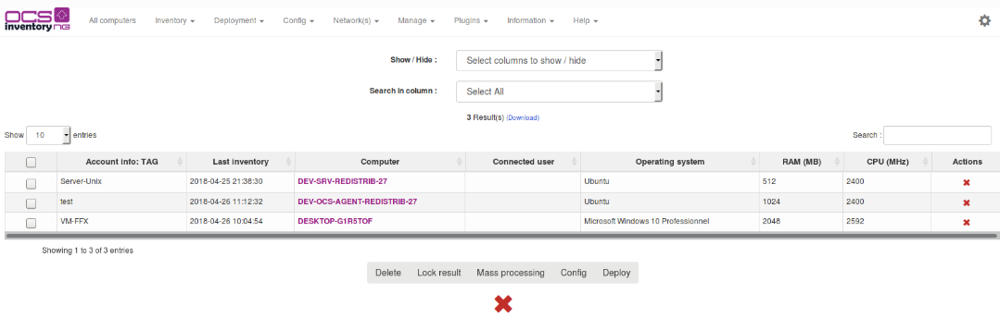 OCS inventory NG
All computers Inventory Deployment Config Network(s) Manage Plugins Information Help
Show / Hide : Select columns to show / hide
Search in column : Select All
3 Result(s) (Download)
Show 10 entries Search :
Account info: TAG Last inventory Computer Connected user Operating system RAM (MB) CPU (MHz) Actions
Server-Unix 2018-04-25 21:38:30 DEV-SRV-REDISTRIB-27 Ubuntu 512 2400
test 2018-04-26 11:12:32 DEV-OCS-AGENT-REDISTRIB-27 Ubuntu 1024 2400
VM-FFX 2018-04-26 10:04:54 DESKTOP-G1R5TOF Microsoft Windows 10 Professionnel 2048 2592
Showing 1 to 3 of 3 entries
Delete Lock result Mass processing Config Deploy